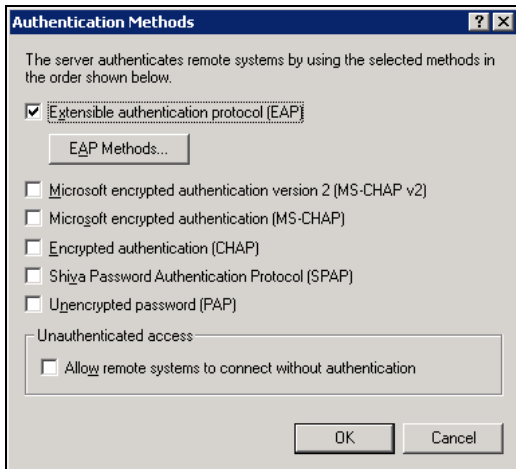 Authentication Methods
The server authenticates remote systems by using the selected methods in
the order shown below.
Extensible authentication protocol (EAP)
EAP Methods...
Microsoft encrypted authentication version 2 (MS-CHAP v2)
Microsoft encrypted authentication (MS-CHAP)
Encrypted authentication (CHAP)
Shiva Password Authentication Protocol (SPAP)
Unencrypted password (PAP)
Unauthenticated access
Allow remote systems to connect without authentication
OK Cancel